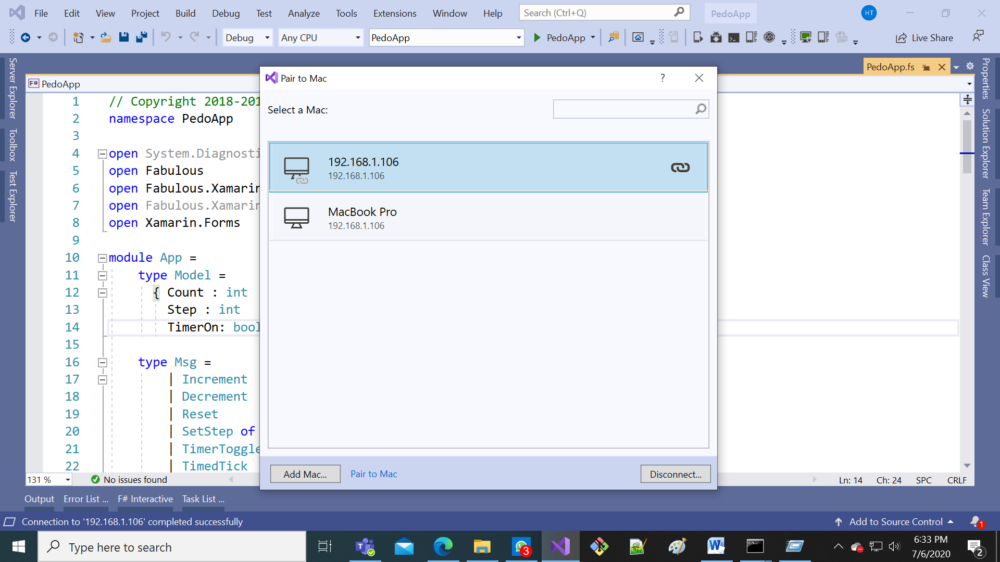 File Edit View Project Build Debug Test Analyze Tools Extensions Window Help Search (Ctrl+Q) PedoApp HT
Debug Any CPU PedoApp PedoApp Live Share
Server Explorer
Toolbox
Test Explorer
PedoApp.fs
F# PedoApp
1 // Copyright 2018-201
2 namespace PedoApp
3
4 open System.Diagnosti
5 open Fabulous
6 open Fabulous.Xamarin
7 open Fabulous.Xamarin
8 open Xamarin.Forms
9
10 module App =
11 type Model =
12 { Count : int
13 Step : int
14 TimerOn: bool
15
16 type Msg =
17 | Increment
18 | Decrement
19 | Reset
20 | SetStep of
21 | TimerToggle
22 | TimedTick
Pair to Mac ?
Select a Mac:
192.168.1.106
192.168.1.106
MacBook Pro
192.168.1.106
Add Mac... Pair to Mac Disconnect...
Properties
Solution Explorer
Team Explorer
Class View
131 % No issues found Ln: 14 Ch: 24 SPC CRLF
Output Error List ... F# Interactive Task List ...
Connection to '192.168.1.106' completed successfully Add to Source Control 1
Type here to search T 3 W 6:33 PM
7/6/2020 2